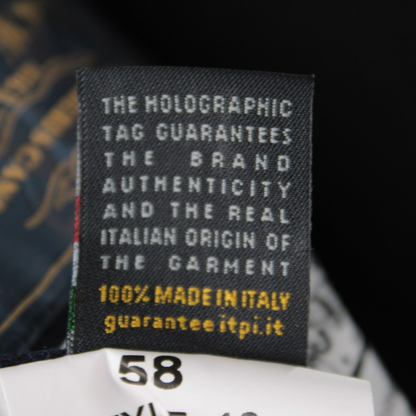 THE HOLOGRAPHIC
TAG GUARANTEES
THE BRAND
AUTHENTICITY
AND THE REAL
ITALIAN ORIGIN OF
THE GARMENT
100% MADE IN ITALY
guaranteeitpi.it
58